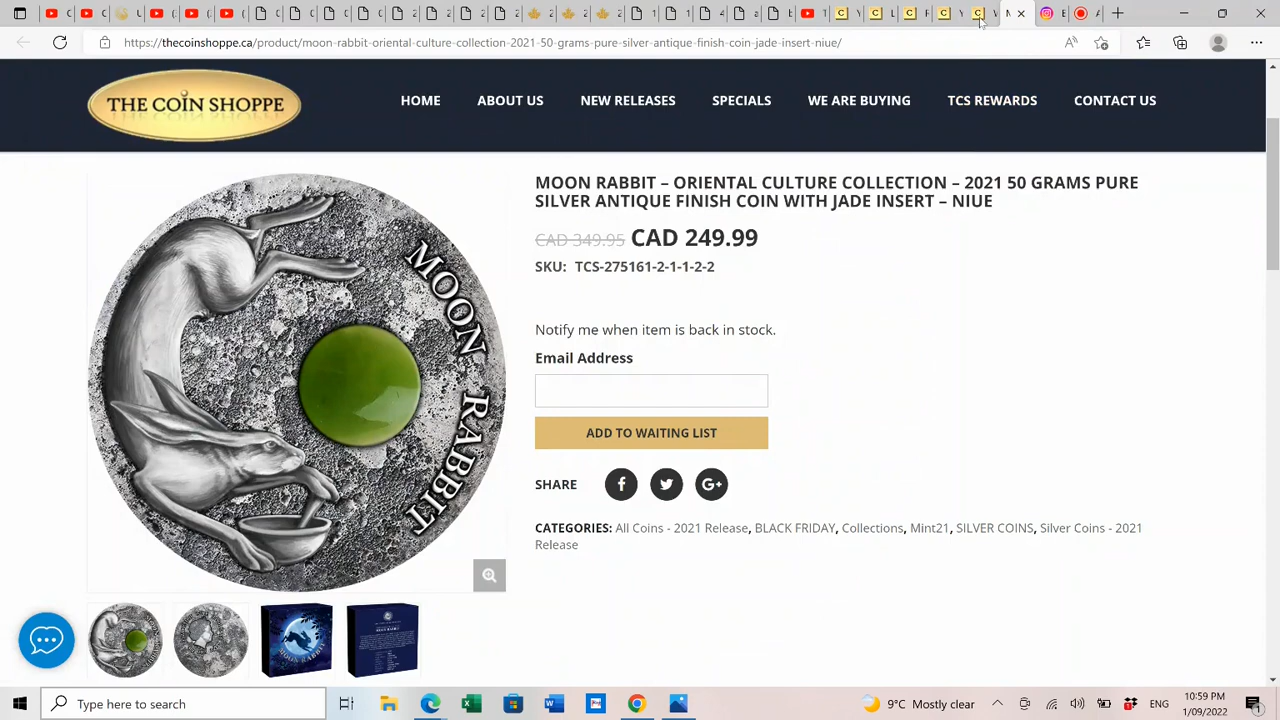 https://thecoinshoppe.ca/product/moon-rabbit-oriental-culture-collection-2021-50-grams-pure-silver-antique-finish-coin-jade-insert-niue/
THE COIN SHOPPE
HOME
ABOUT US
NEW RELEASES
SPECIALS
WE ARE BUYING
TCS REWARDS
CONTACT US
MOON RABBIT
MOON RABBIT – ORIENTAL CULTURE COLLECTION – 2021 50 GRAMS PURE
SILVER ANTIQUE FINISH COIN WITH JADE INSERT – NIUE
CAD 349.95 CAD 249.99
SKU: TCS-275161-2-1-1-2-2
Notify me when item is back in stock.
Email Address
ADD TO WAITING LIST
SHARE
CATEGORIES: All Coins - 2021 Release, BLACK FRIDAY, Collections, Mint21, SILVER COINS, Silver Coins - 2021
Release
MOON RABBIT
Type here to search
9°C Mostly clear
ENG
10:59 PM
1/09/2022